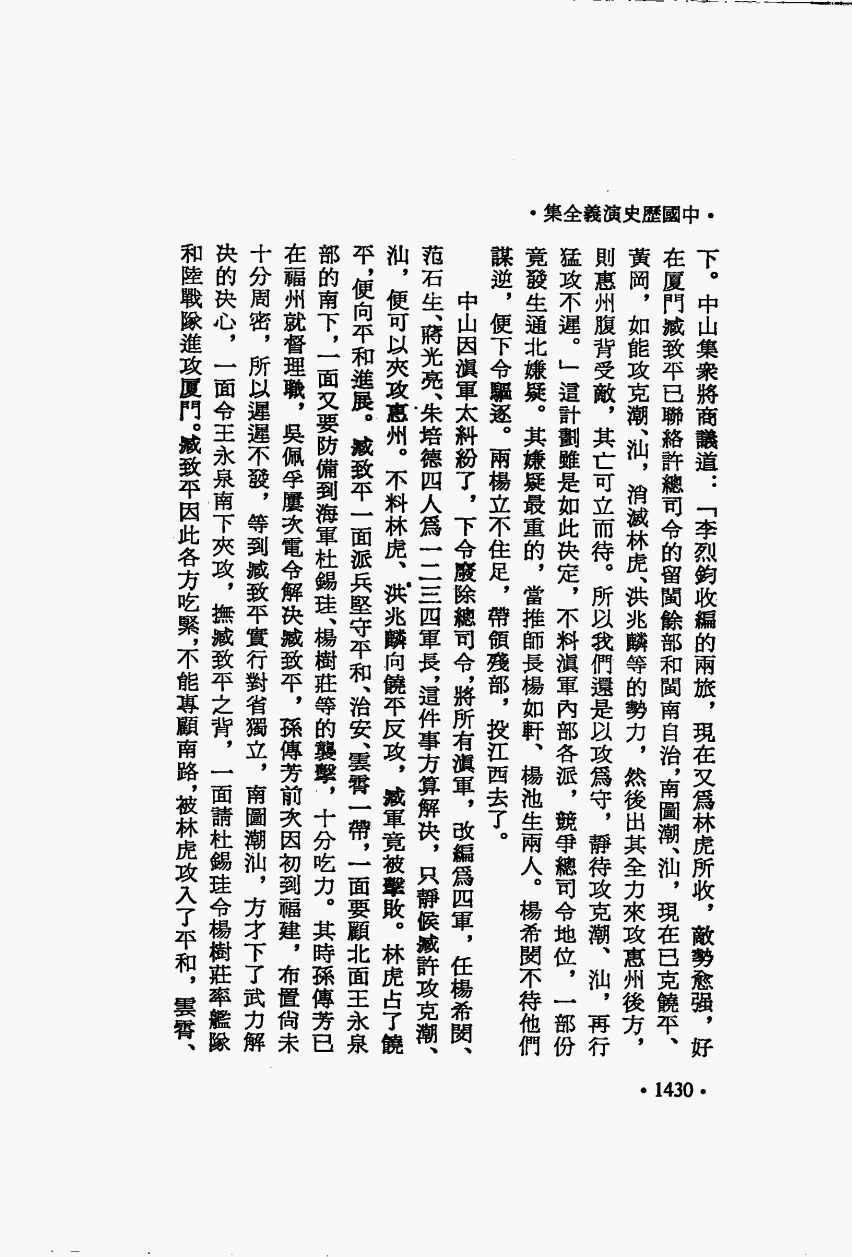 •中國歷史演義全集•
下。中山集衆將商議道：「李烈鈞收編的兩旅，現在又爲林虎所收，敵勢愈强，好
在厦門臧致平已聯絡許總司令的留閩餘部和閩南自治，南圖潮、汕，現在已克饒平、
黃岡，如能攻克潮、汕，消滅林虎、洪兆麟等的勢力，然後出其全力來攻惠州後方，
則惠州腹背受敵，其亡可立而待。所以我們還是以攻爲守，靜待攻克潮、汕，再行
猛攻不遲。」這計劃雖是如此決定，不料滇軍內部各派，競爭總司令地位，一部份
竟發生通北嫌疑。其嫌疑最重的，當推師長楊如軒、楊池生兩人。楊希閔不待他們
謀逆，便下令驅逐。兩楊立不住足，帶領殘部，投江西去了。
中山因滇軍太糾紛了，下令廢除總司令，將所有滇軍，改編爲四軍，任楊希閔、
范石生、蔣光亮、朱培德四人爲一二三四軍長，這件事方算解決，只靜候臧許攻克潮、
汕，便可以夾攻惠州。不料林虎、洪兆麟向饒平反攻，臧軍竟被擊敗。林虎占了饒
平，便向平和進展。臧致平一面派兵堅守平和、治安、雲霄一帶，一面要顧北面王永泉
部的南下，一面又要防備到海軍杜錫珪、楊樹莊等的襲擊，十分吃力。其時孫傳芳已
在福州就督理職，吳佩孚屢次電令解決臧致平，孫傳芳前次因初到福建，布置尙未
十分周密，所以遲遲不發，等到臧致平實行對省獨立，南圖潮汕，方才下了武力解
决的决心，一面令王永泉南下夾攻，撫臧致平之背，一面請杜錫珪令楊樹莊率艦隊
和陸戰隊進攻厦門。臧致平因此各方吃緊，不能專顧南路，被林虎攻入了平和，雲霄、
•1430•